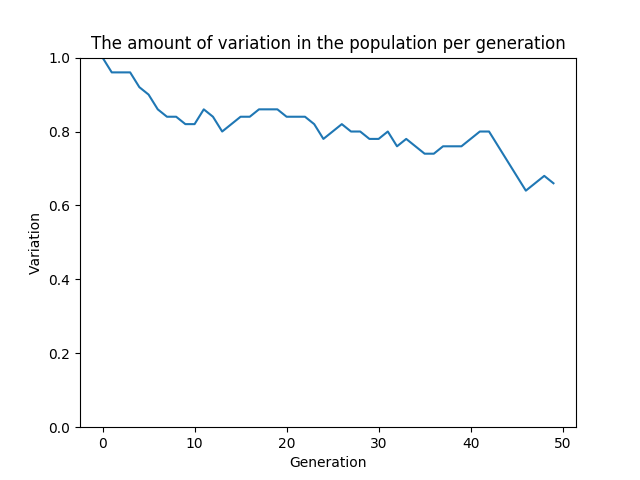 The amount of variation in the population per generation
1.0
0.8
0.6
0.4
0.2
0.0
Variation
0 10 20 30 40 50
Generation